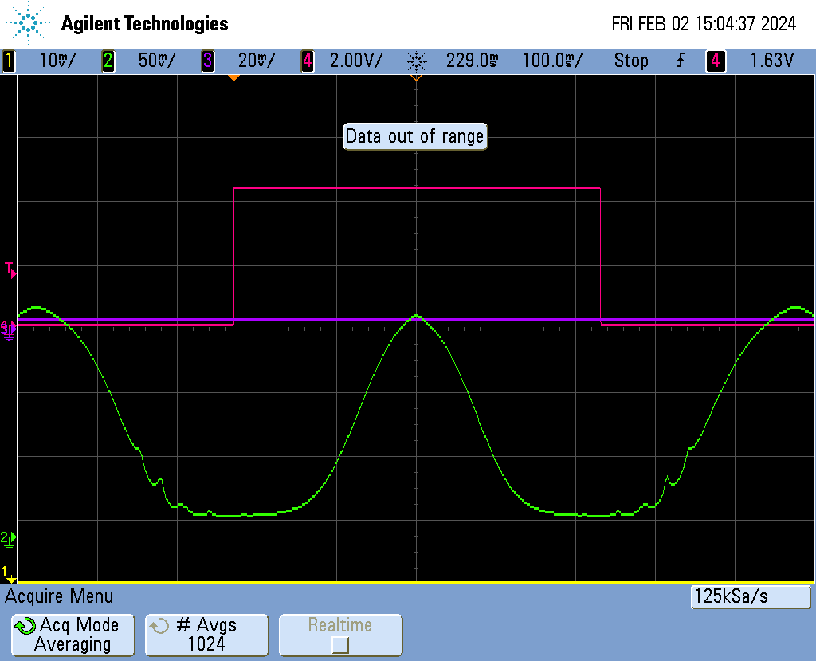 Agilent Technologies FRI FEB 02 15:04:37 2024
1 10mV/ 2 50mV/ 3 20mV/ 4 2.00V/ 229.0ms 100.0ms/ Stop 4 1.63V
Data out of range
T
2
1
Acquire Menu 125kSa/s
Acq Mode # Avgs Realtime
Averaging 1024